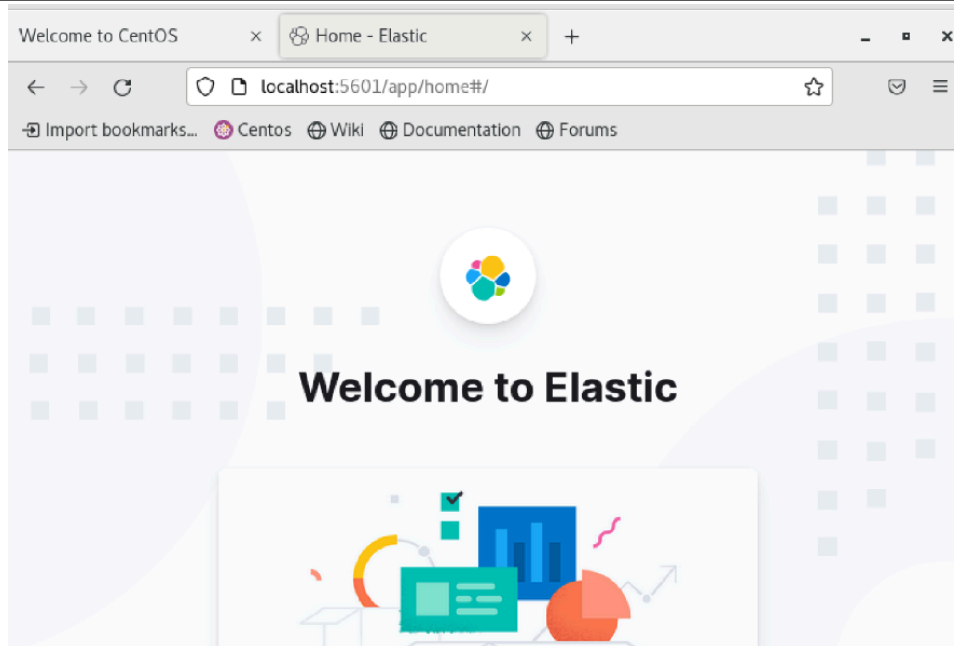 Welcome to CentOS
Home - Elastic
localhost:5601/app/home#/
Import bookmarks... Centos Wiki Documentation Forums
Welcome to Elastic